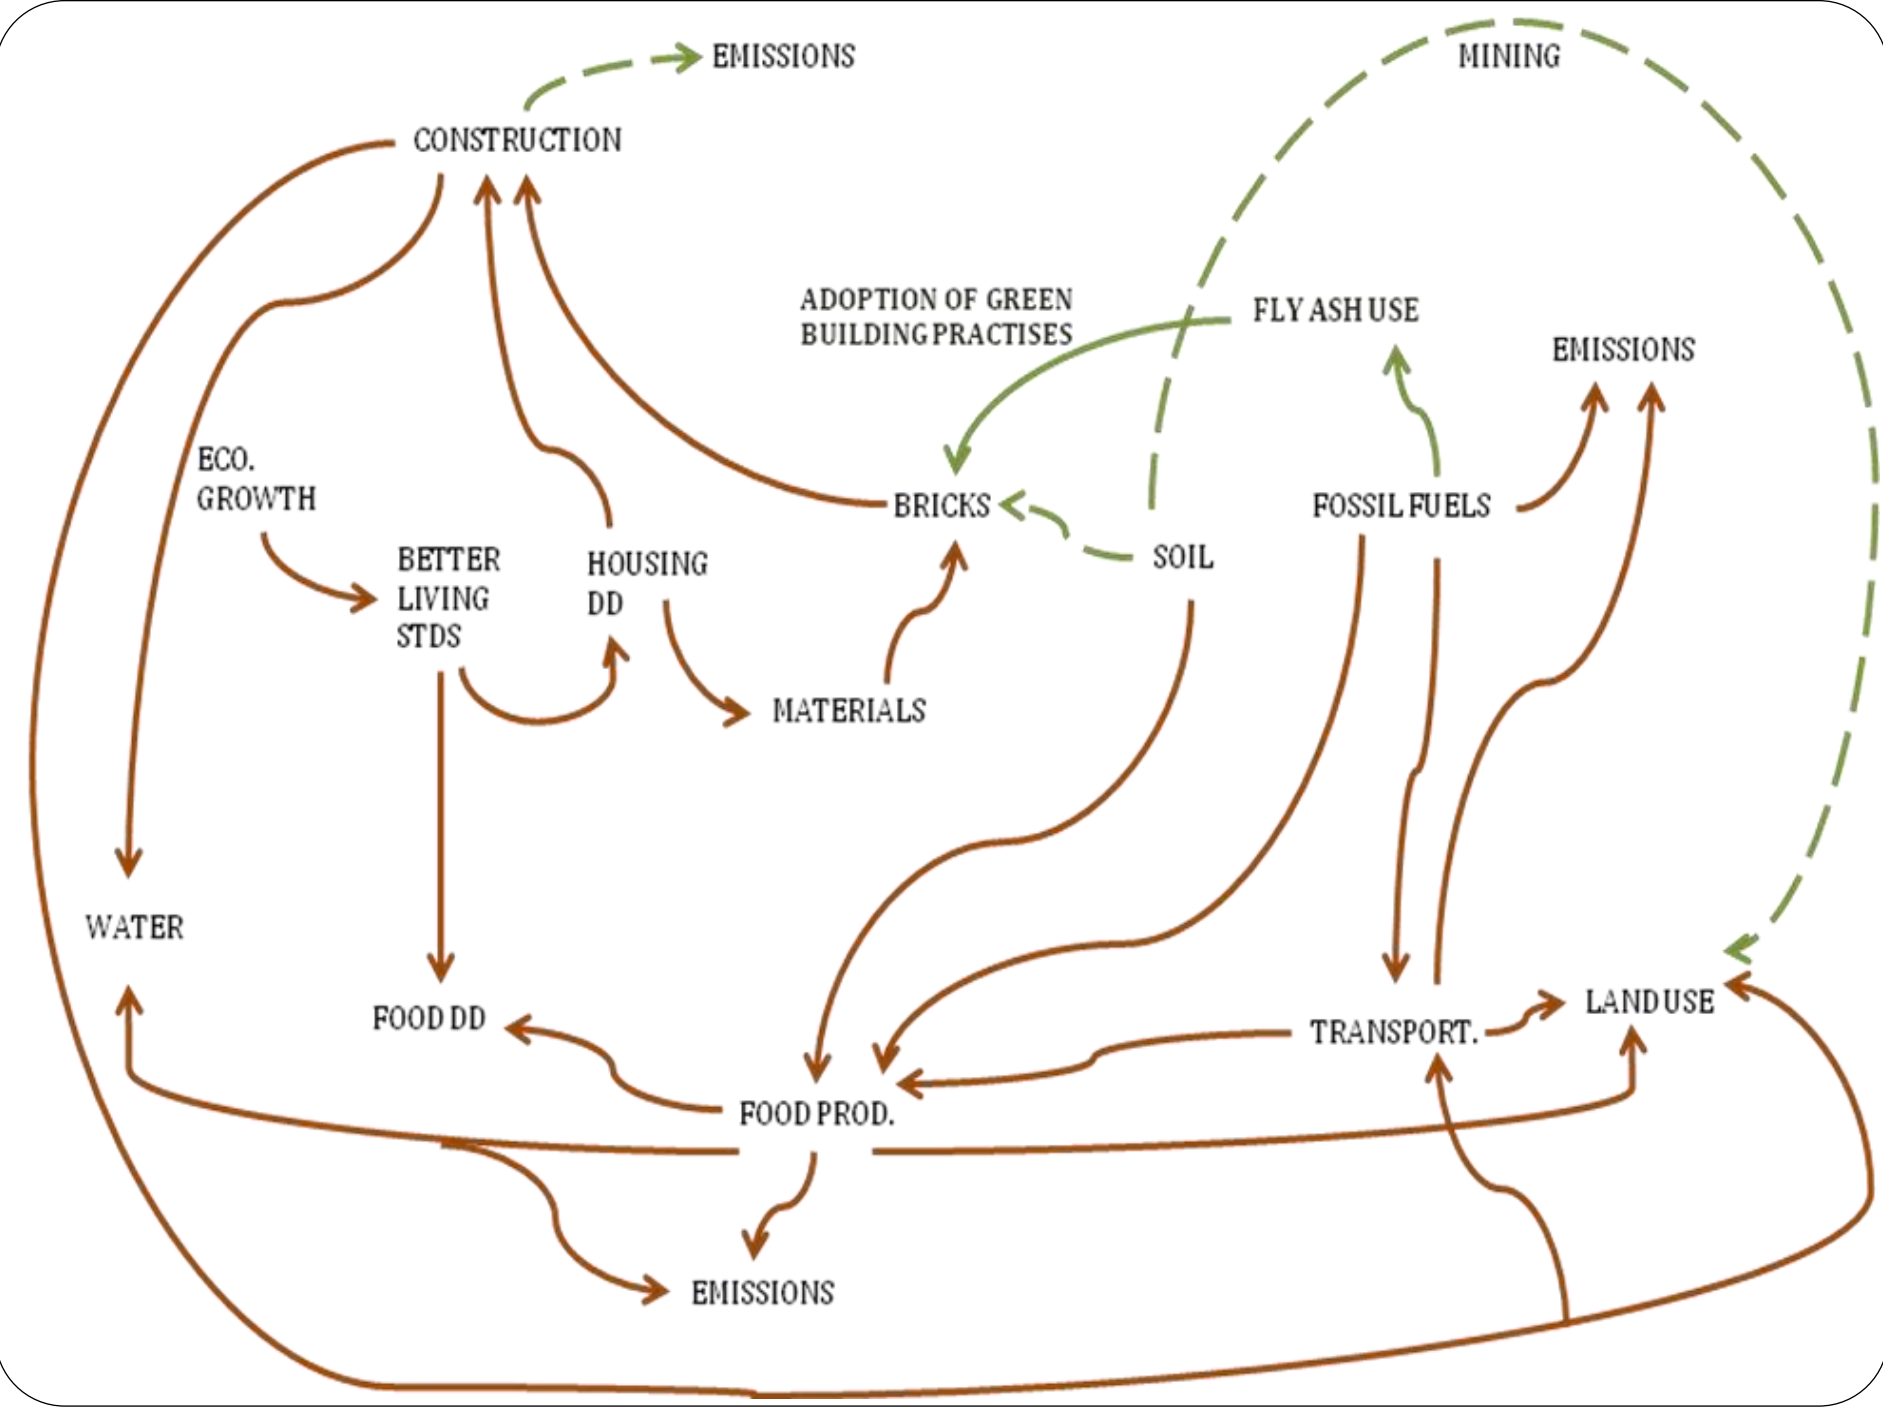 EMISSIONS
MINING
CONSTRUCTION
ADOPTION OF GREEN
BUILDING PRACTISES
FLY ASH USE
EMISSIONS
ECO.
GROWTH
BRICKS
FOSSIL FUELS
BETTER
LIVING
STDS
HOUSING
DD
SOIL
MATERIALS
WATER
FOOD DD
LAND USE
TRANSPORT.
FOOD PROD.
EMISSIONS